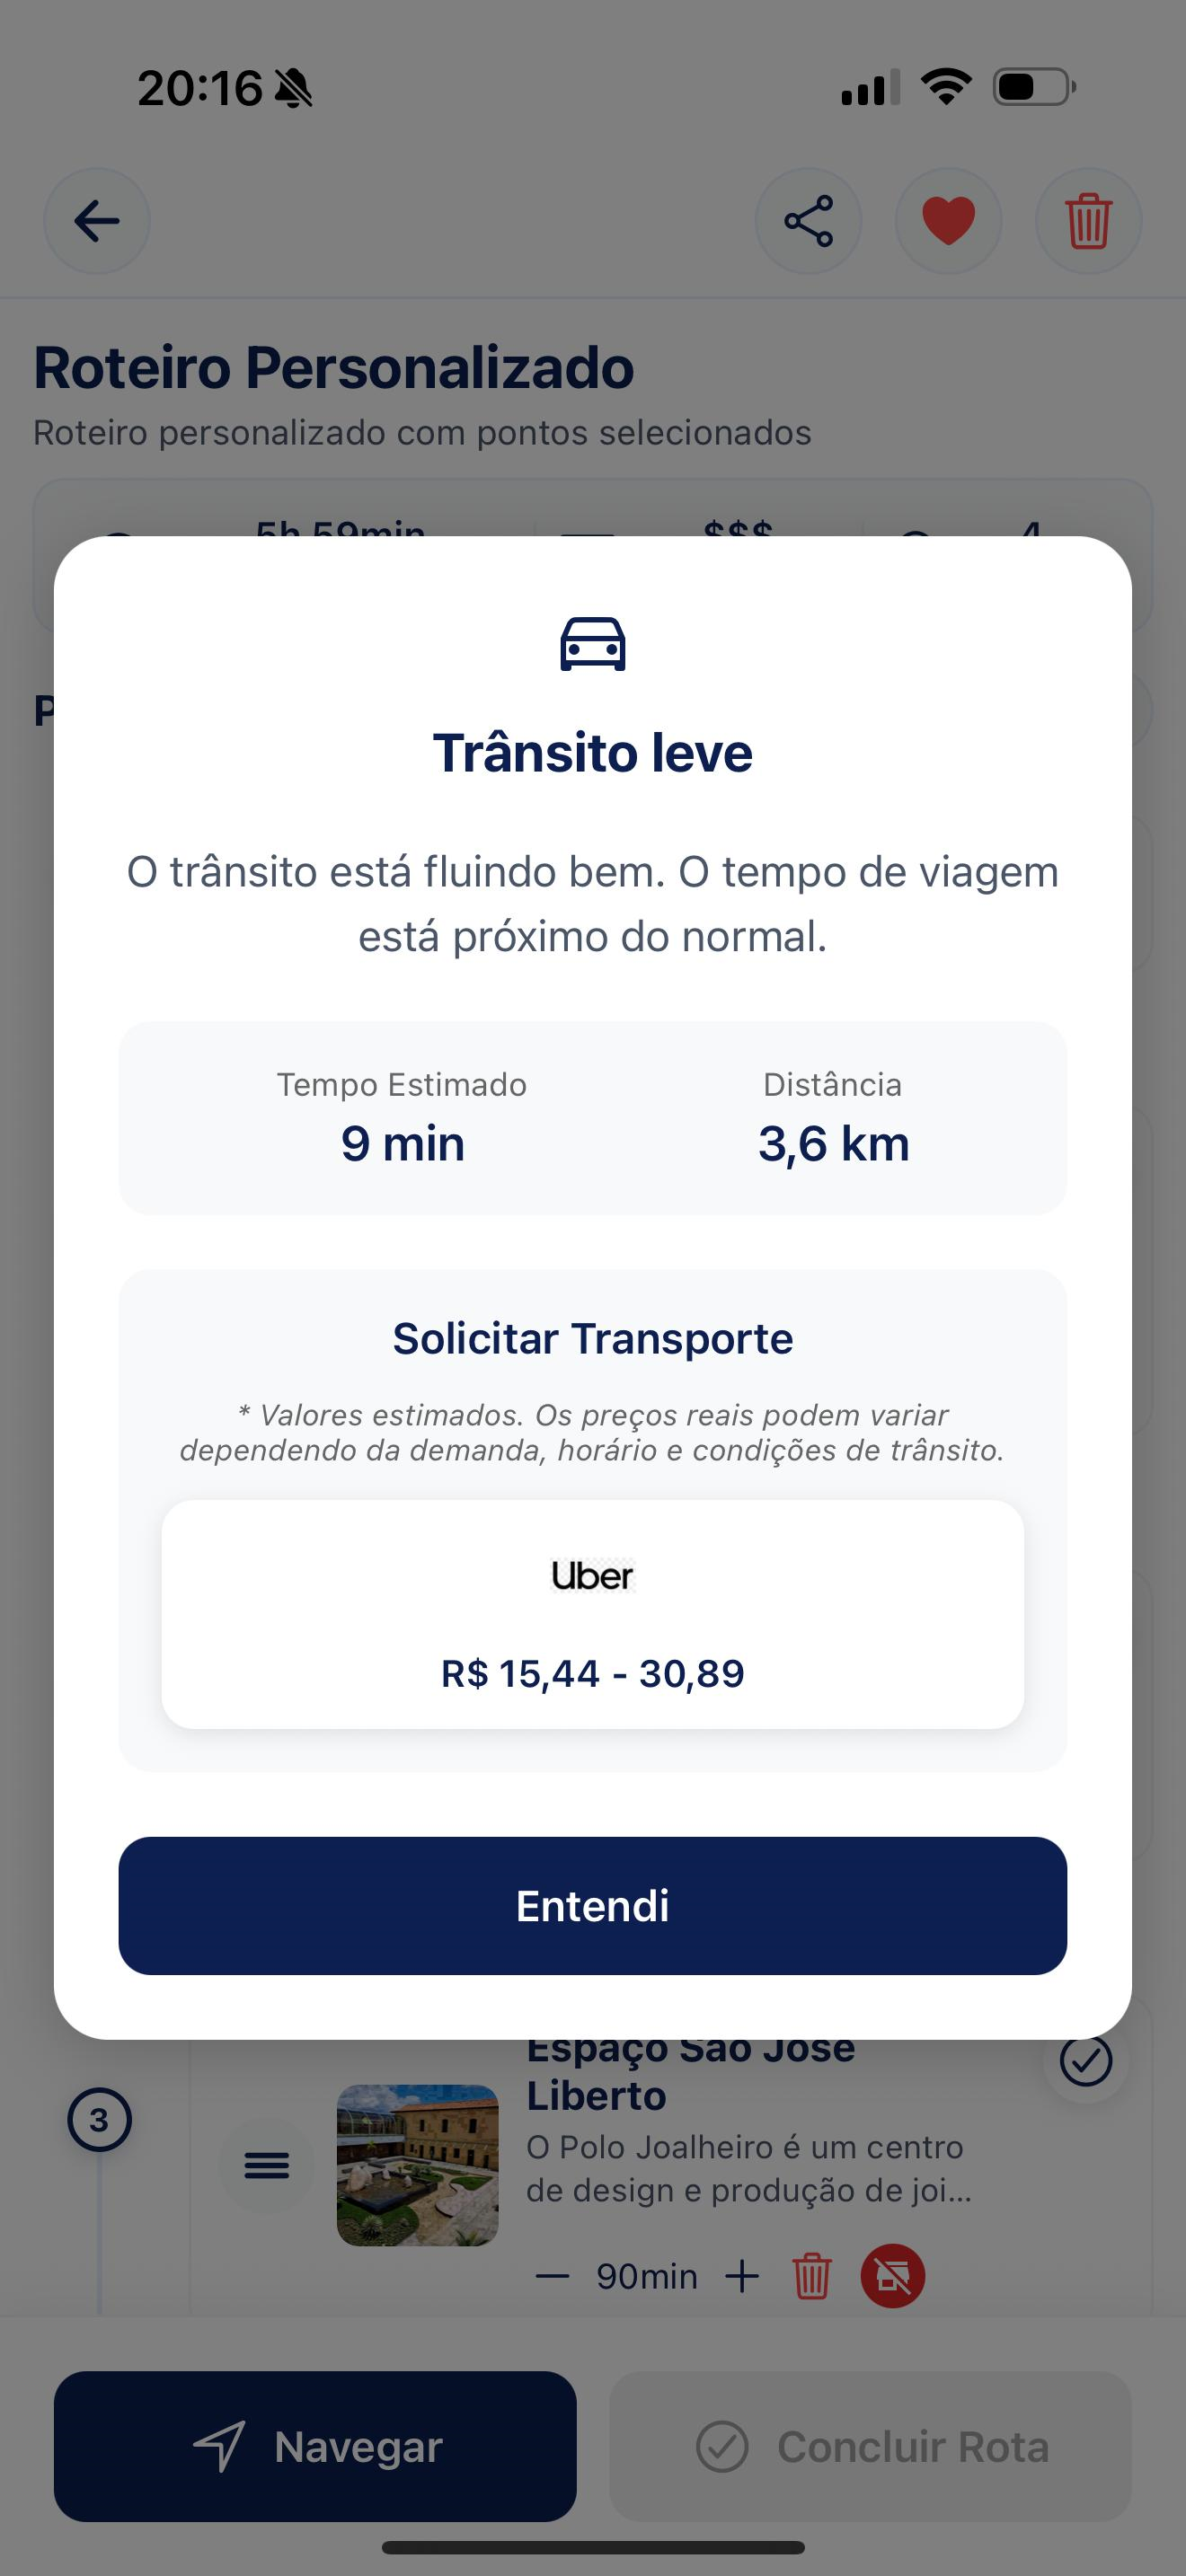 20:16
Roteiro Personalizado
Roteiro personalizado com pontos selecionados
5h 59min $$$ 4
P
Trânsito leve
O trânsito está fluindo bem. O tempo de viagem
está próximo do normal.
Tempo Estimado Distância
9 min 3,6 km
Solicitar Transporte
* Valores estimados. Os preços reais podem variar
dependendo da demanda, horário e condições de trânsito.
Uber
R$ 15,44 - 30,89
Entendi
Espaço São José
Liberto
3
O Polo Joalheiro é um centro
de design e produção de joi...
90min
Navegar Concluir Rota